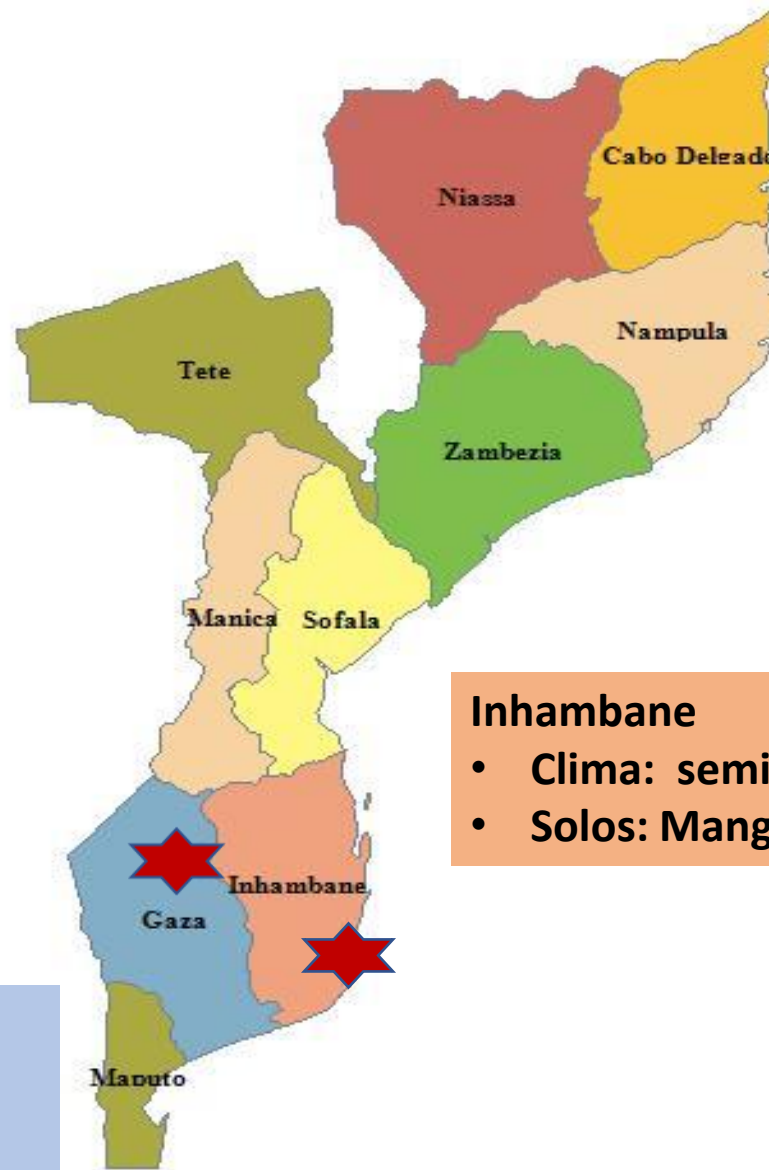 Cabo Delgado
Niassa
Nampula
Tete
Zambezia
Manica
Sofala
Inhambane
• Clima: semi
• Solos: Mang
Inhambane
Gaza
Maputo